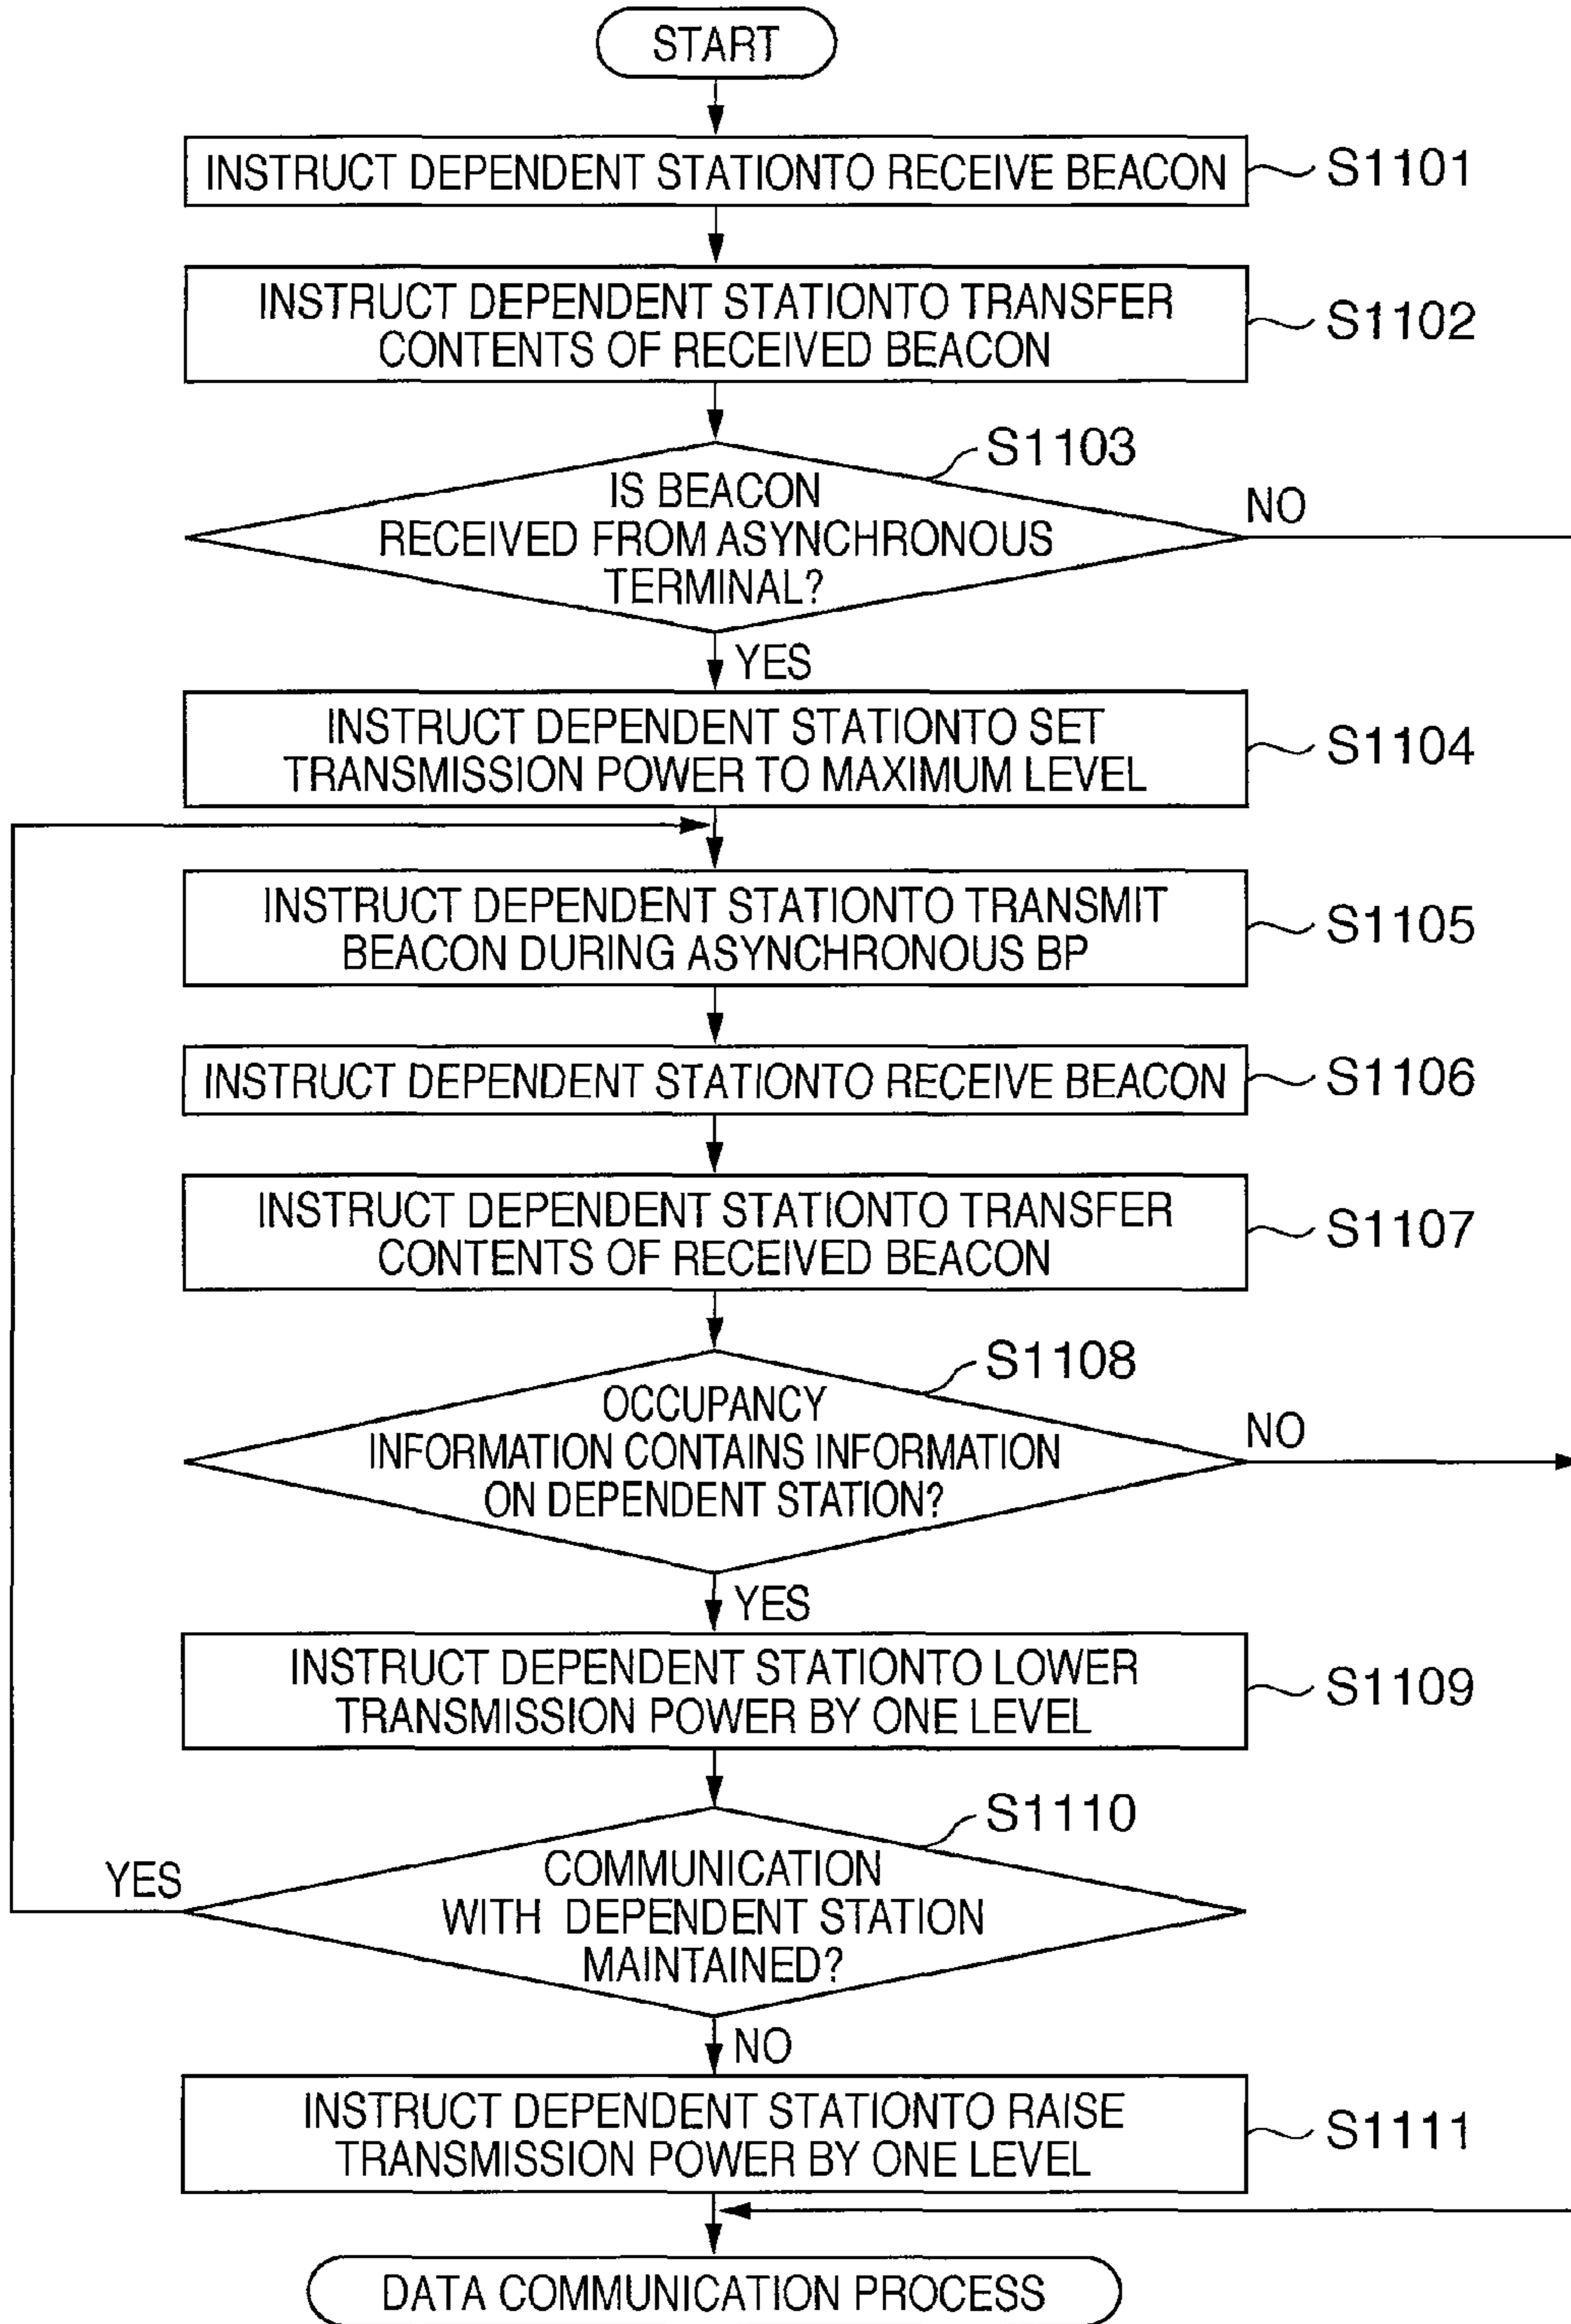 START
INSTRUCT DEPENDENT STATIONTO RECEIVE BEACON
S1101
INSTRUCT DEPENDENT STATIONTO TRANSFER
CONTENTS OF RECEIVED BEACON
S1102
S1103
IS BEACON
RECEIVED FROM ASYNCHRONOUS
TERMINAL?
NO
YES
INSTRUCT DEPENDENT STATIONTO SET
TRANSMISSION POWER TO MAXIMUM LEVEL
S1104
INSTRUCT DEPENDENT STATIONTO TRANSMIT
BEACON DURING ASYNCHRONOUS BP
S1105
INSTRUCT DEPENDENT STATIONTO RECEIVE BEACON
S1106
INSTRUCT DEPENDENT STATIONTO TRANSFER
CONTENTS OF RECEIVED BEACON
S1107
S1108
OCCUPANCY
INFORMATION CONTAINS INFORMATION
ON DEPENDENT STATION?
NO
YES
INSTRUCT DEPENDENT STATIONTO LOWER
TRANSMISSION POWER BY ONE LEVEL
S1109
S1110
COMMUNICATION
WITH DEPENDENT STATION
MAINTAINED?
YES
NO
INSTRUCT DEPENDENT STATIONTO RAISE
TRANSMISSION POWER BY ONE LEVEL
S1111
DATA COMMUNICATION PROCESS